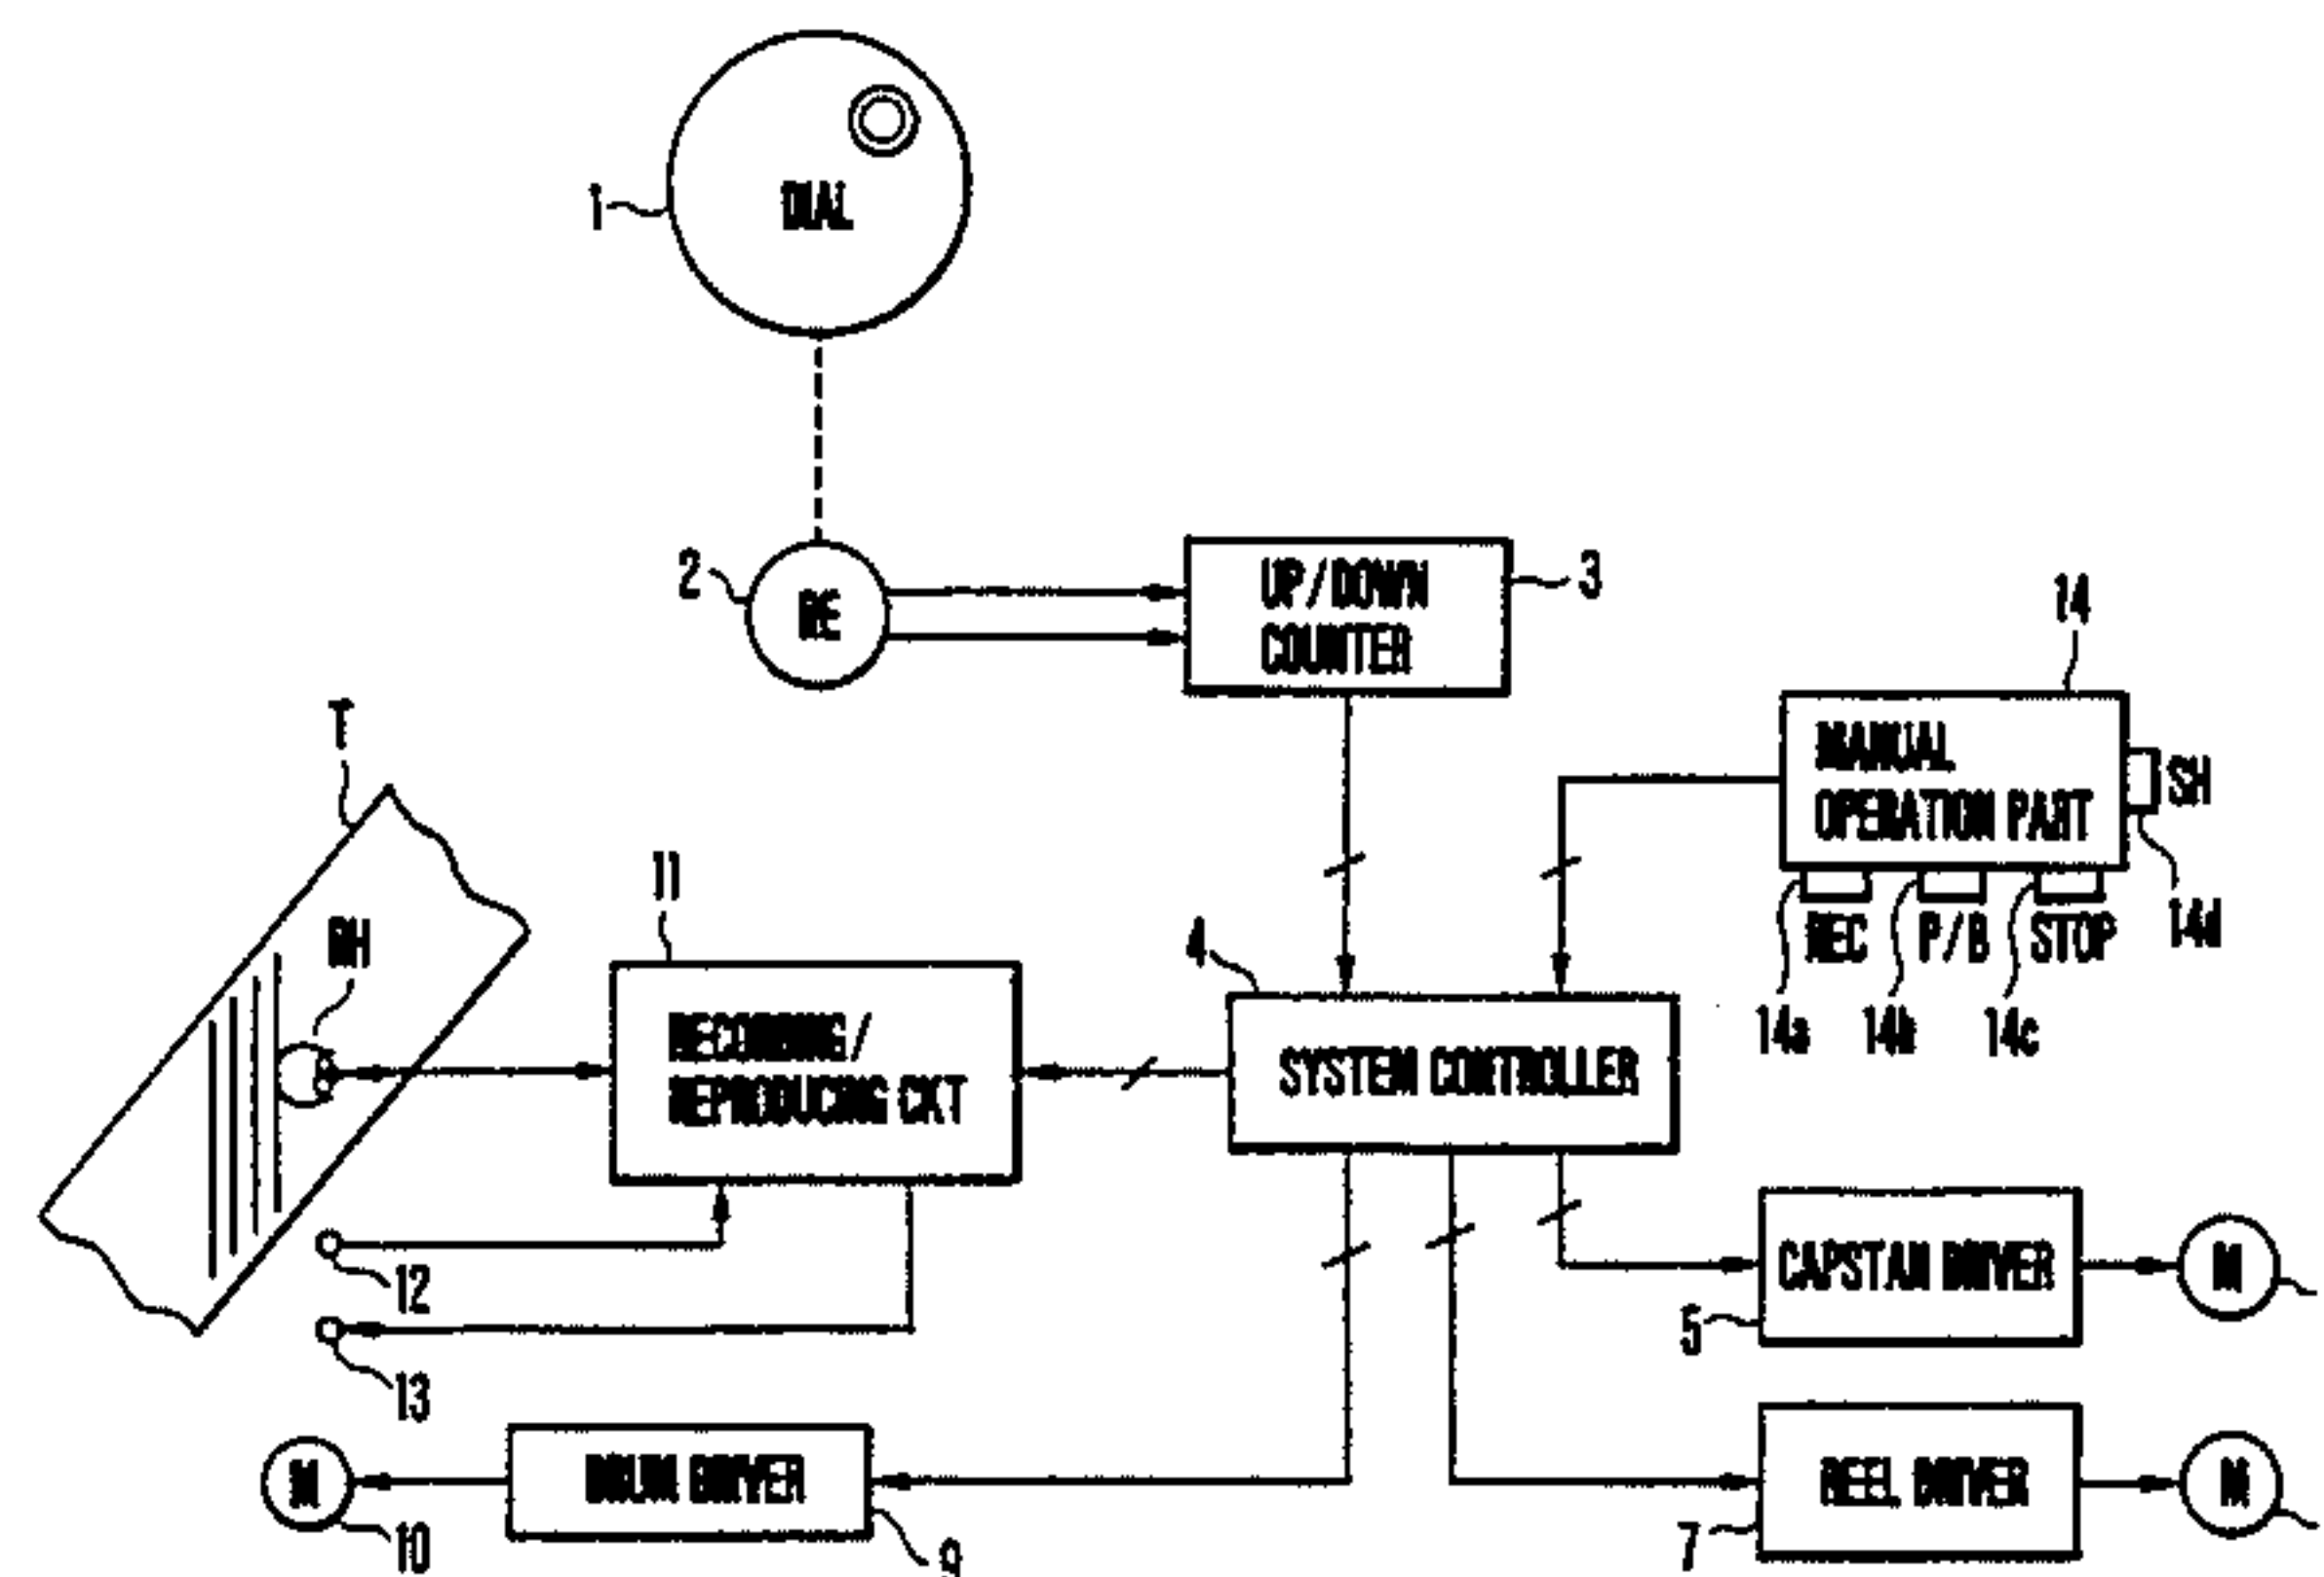 1
DIAL
2
RE
UP/DOWN
COUNTER
3
14
MANUAL
OPERATION PART
SH
14d
REC
P/B
STOP
14a
14b
14c
T
RH
11
RECORDING/
REPRODUCING CKT
4
SYSTEM CONTROLLER
12
13
CAPSTAN DRIVER
5
M
M
10
DRUM DRIVER
9
REEL DRIVER
7
M